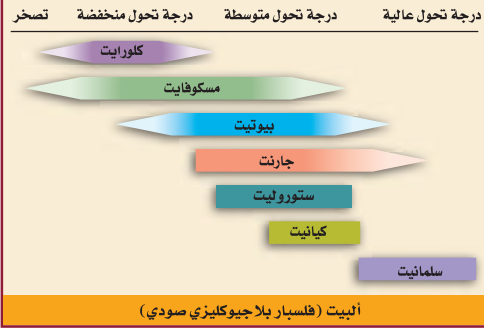 درجة تحول عالية درجة تحول متوسطة درجة تحول منخفضة تصخر
كلورايت
مسكوفايت
بيوتيت
جارنت
ستوروليت
كيانيت
سلمانيت
ألبيت (فلسبار بلاجيوكليزي صودي)